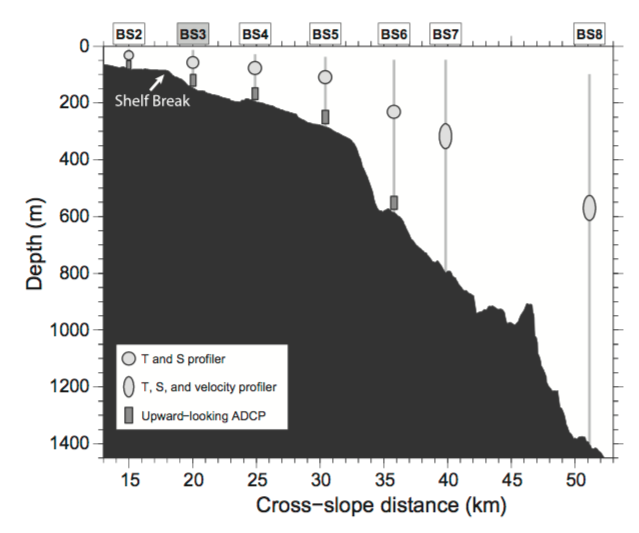 BS2 BS3 BS4 BS5 BS6 BS7 BS8
0
200
400
600
800
1000
1200
1400
Depth (m)
Shelf Break
T and S profiler
T, S, and velocity profiler
Upward-looking ADCP
15 20 25 30 35 40 45 50
Cross-slope distance (km)